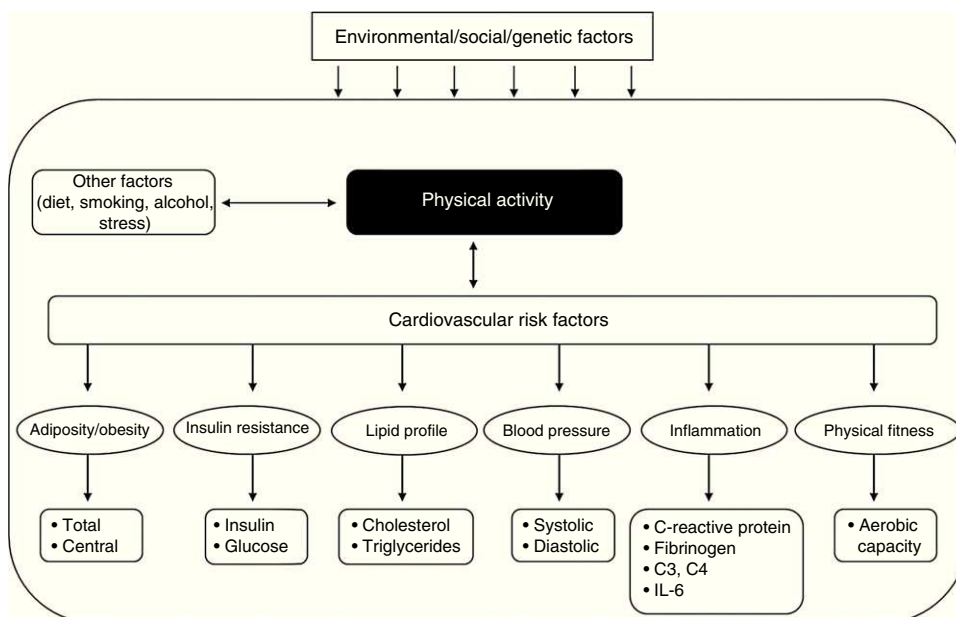 Environmental/social/genetic factors
Other factors
(diet, smoking, alcohol,
stress)
Physical activity
Cardiovascular risk factors
Adiposity/obesity
Insulin resistance
Lipid profile
Blood pressure
Inflammation
Physical fitness
• Total
• Central
• Insulin
• Glucose
• Cholesterol
• Triglycerides
• Systolic
• Diastolic
• C-reactive protein
• Fibrinogen
• C3, C4
• IL-6
• Aerobic
capacity